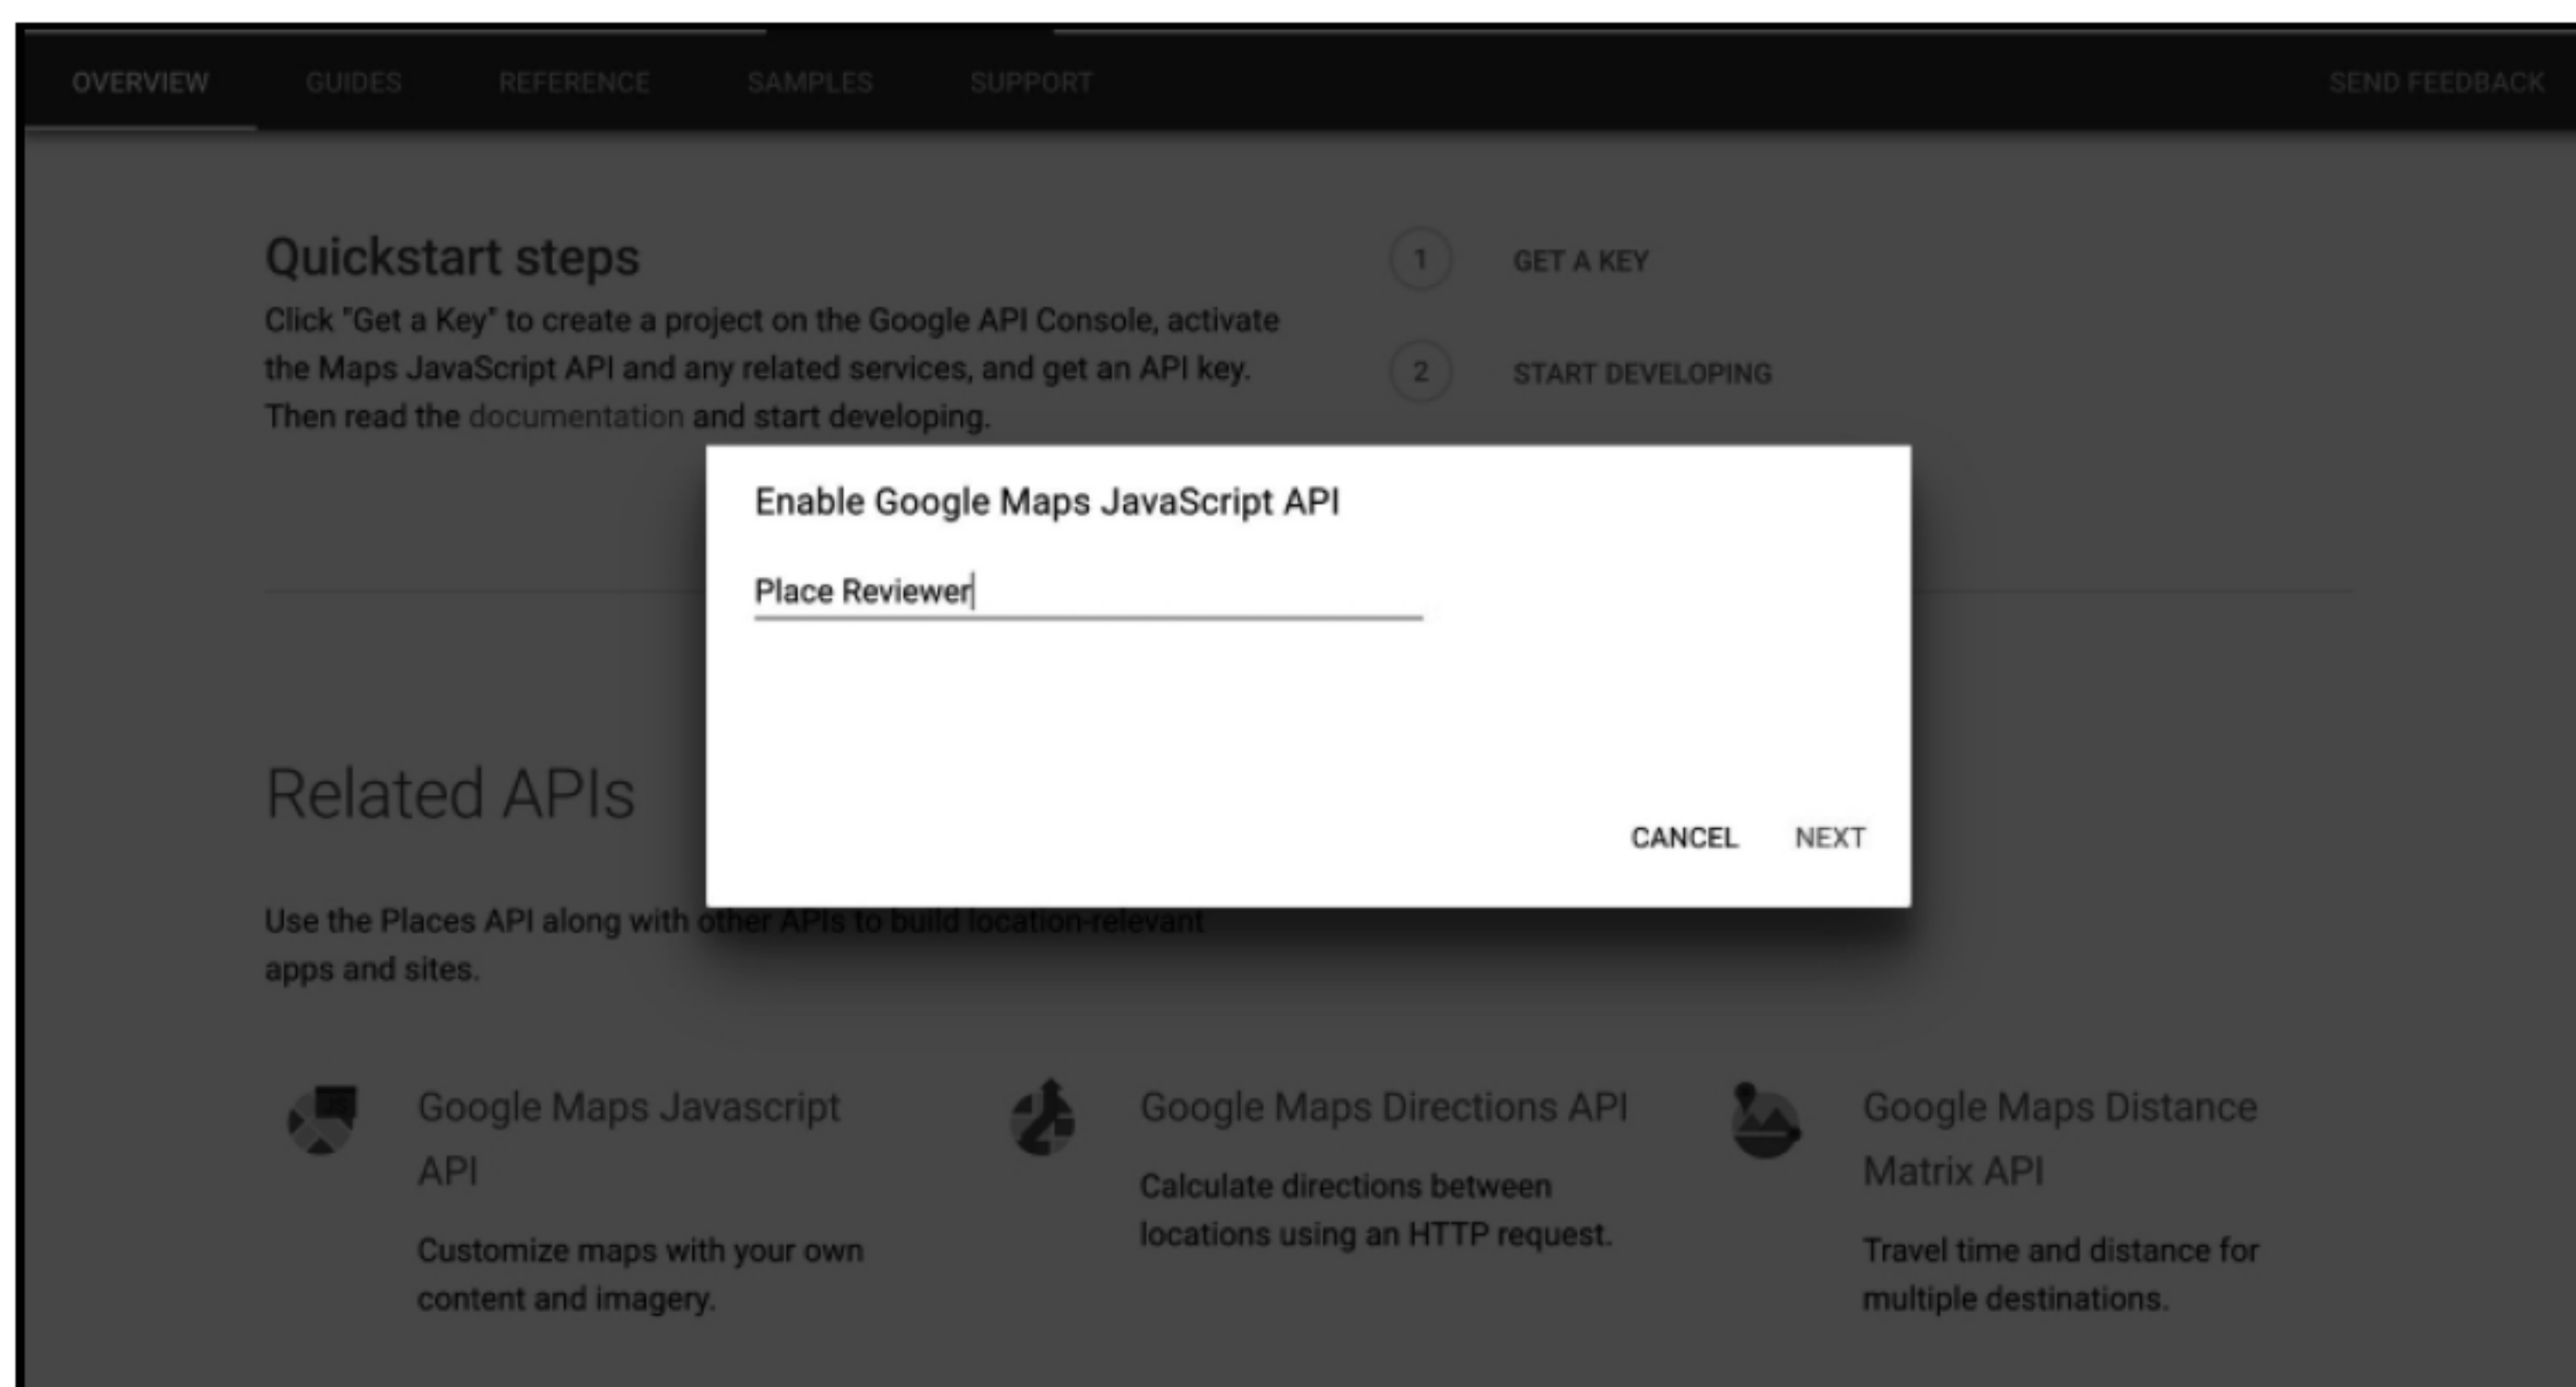 OVERVIEW GUIDES REFERENCE SAMPLES SUPPORT SEND FEEDBACK
Quickstart steps
Click "Get a Key" to create a project on the Google API Console, activate
the Maps JavaScript API and any related services, and get an API key.
Then read the documentation and start developing.
1 GET A KEY
2 START DEVELOPING
Enable Google Maps JavaScript API
Place Reviewer
CANCEL NEXT
Related APIs
Use the Places API along with other APIs to build location-relevant
apps and sites.
Google Maps Javascript
API
Customize maps with your own
content and imagery.
Google Maps Directions API
Calculate directions between
locations using an HTTP request.
Google Maps Distance
Matrix API
Travel time and distance for
multiple destinations.